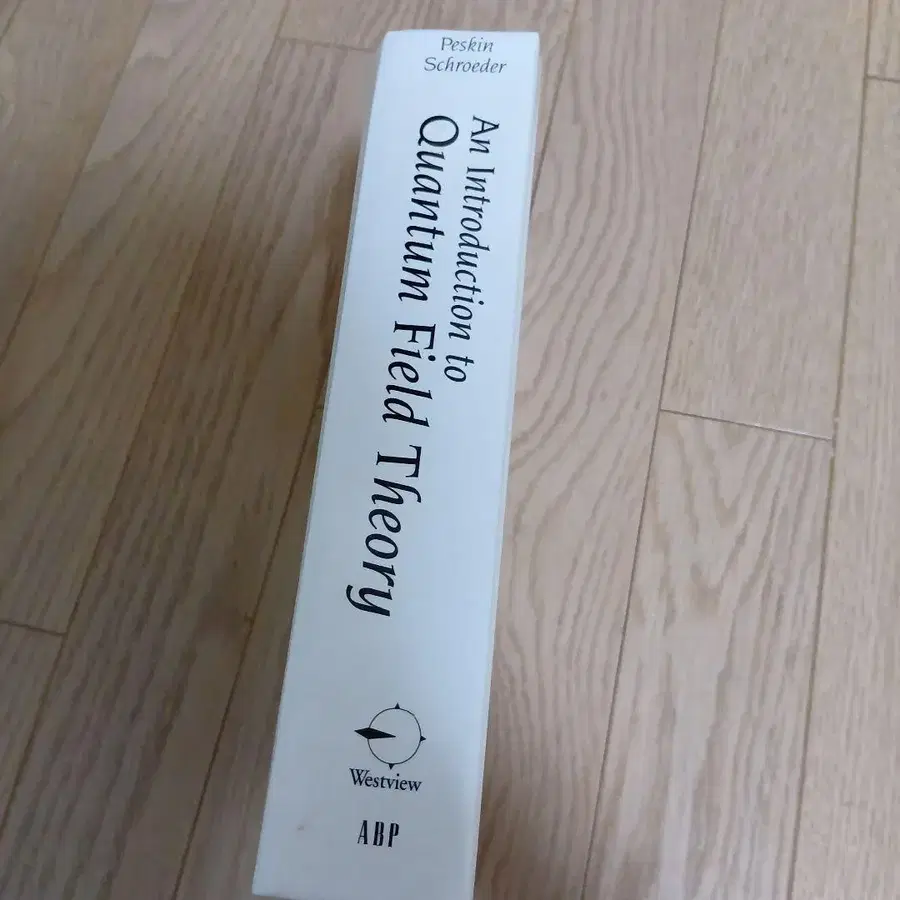 Peskin
Schroeder
An Introduction to
Quantum Field Theory
Westview
ABP